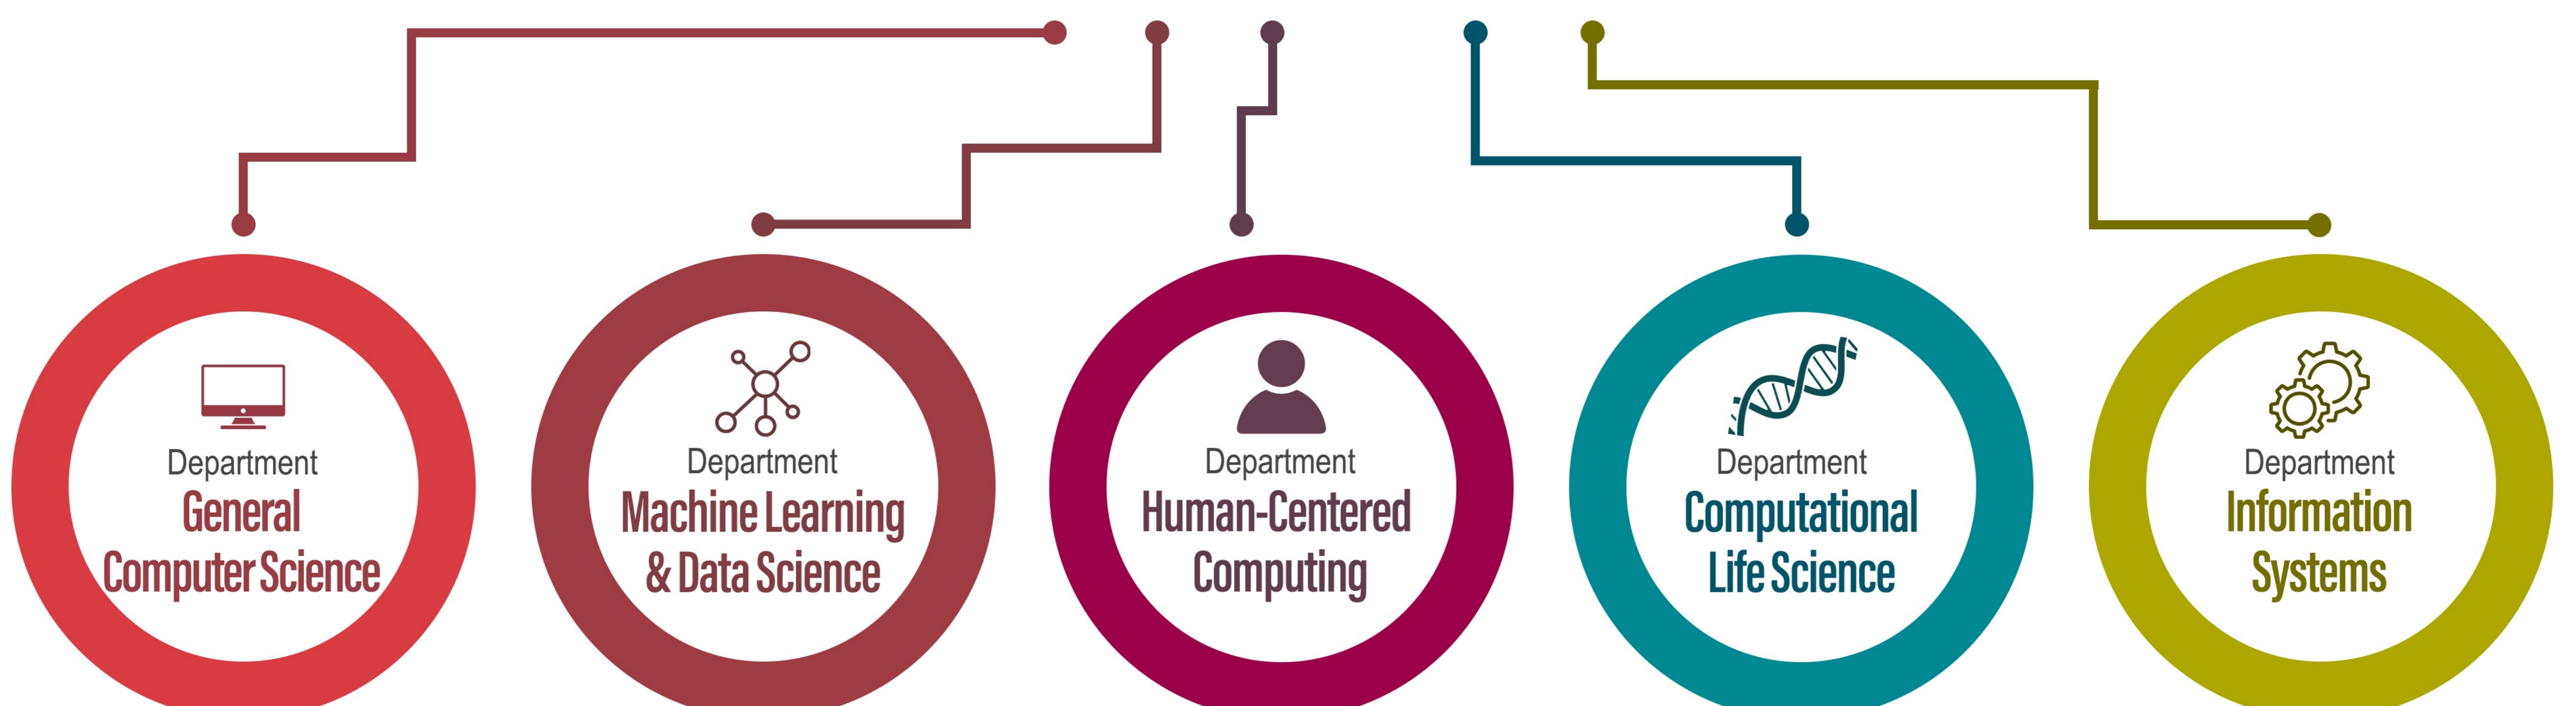 Department
General
Computer Science
Department
Machine Learning
& Data Science
Department
Human-Centered
Computing
Department
Computational
Life Science
Department
Information
Systems